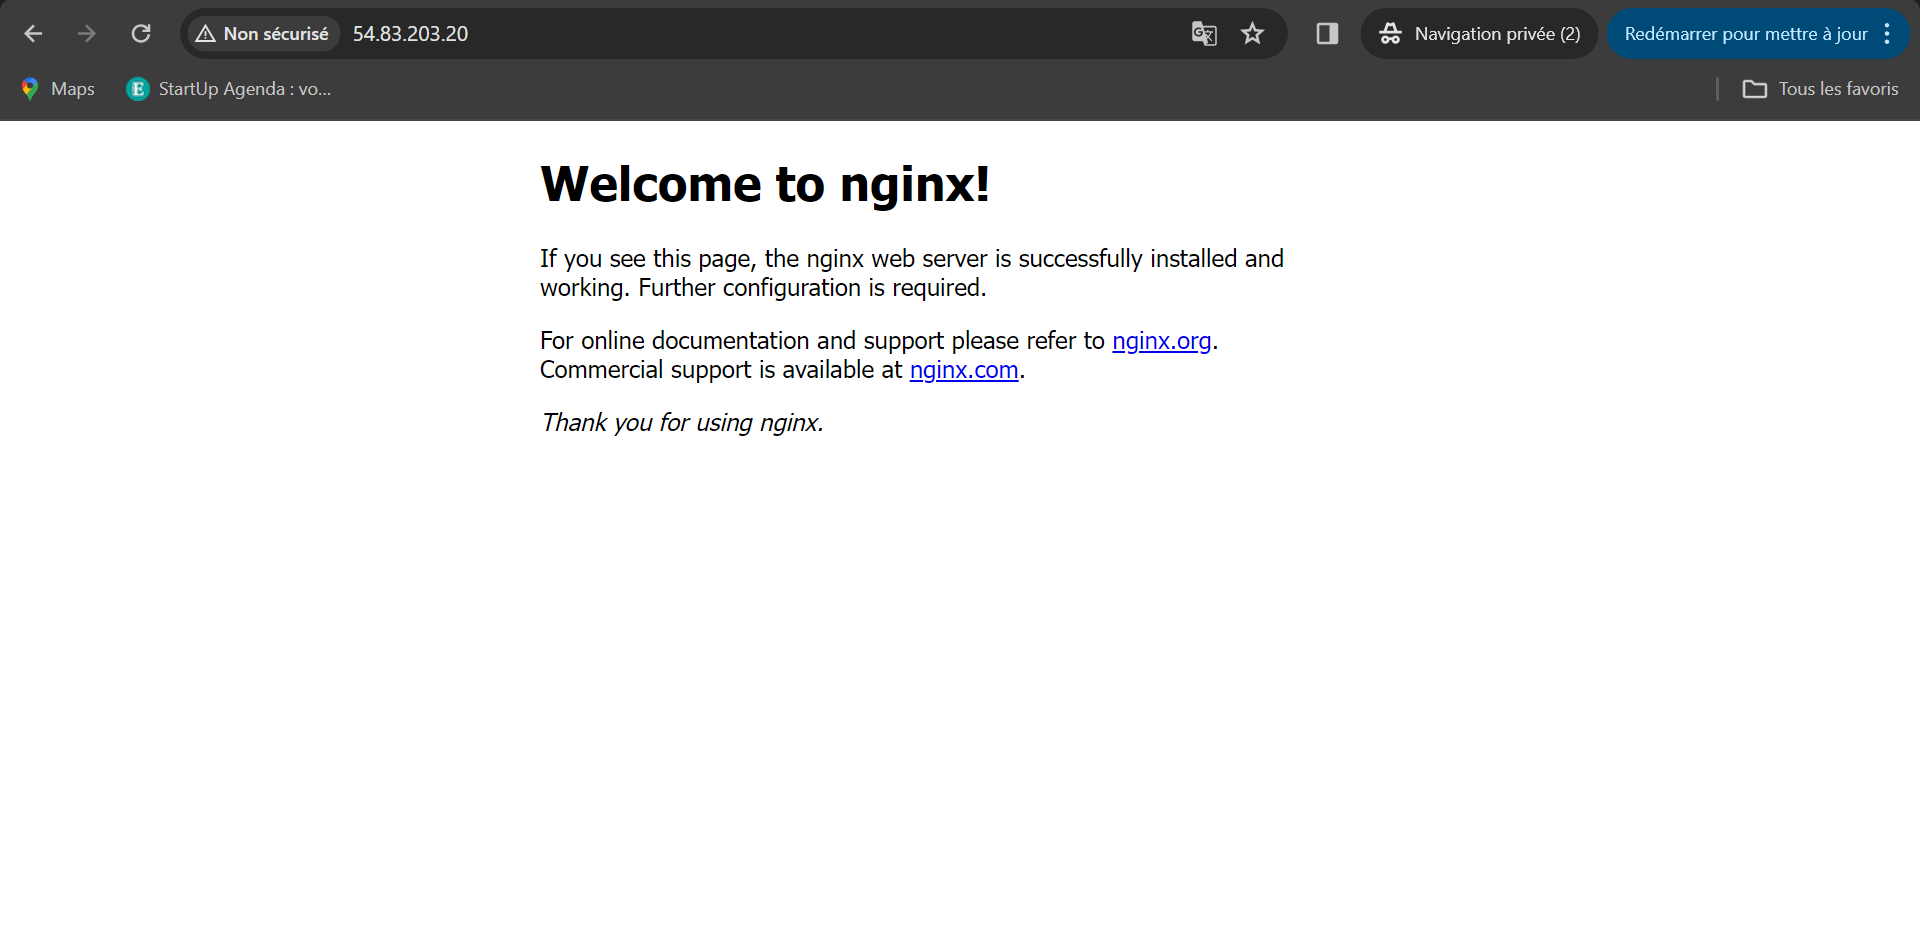 Non sécurisé 54.83.203.20 Navigation privée (2) Redémarrer pour mettre à jour
Maps StartUp Agenda : vo... Tous les favoris
Welcome to nginx!
If you see this page, the nginx web server is successfully installed and
working. Further configuration is required.
For online documentation and support please refer to nginx.org.
Commercial support is available at nginx.com.
Thank you for using nginx.